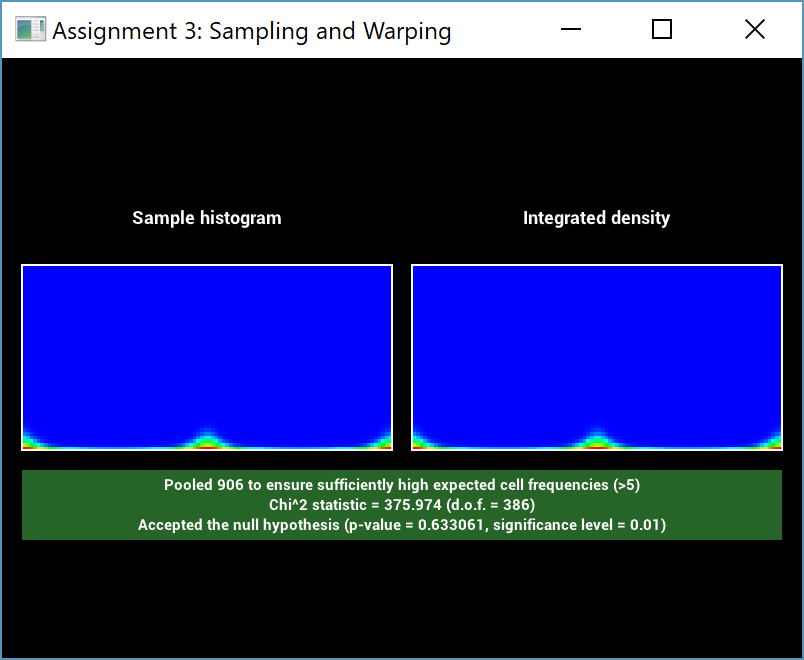 Assignment 3: Sampling and Warping
Sample histogram
Integrated density
Pooled 906 to ensure sufficiently high expected cell frequencies (>5)
Chi^2 statistic = 375.974 (d.o.f. = 386)
Accepted the null hypothesis (p-value = 0.633061, significance level = 0.01)